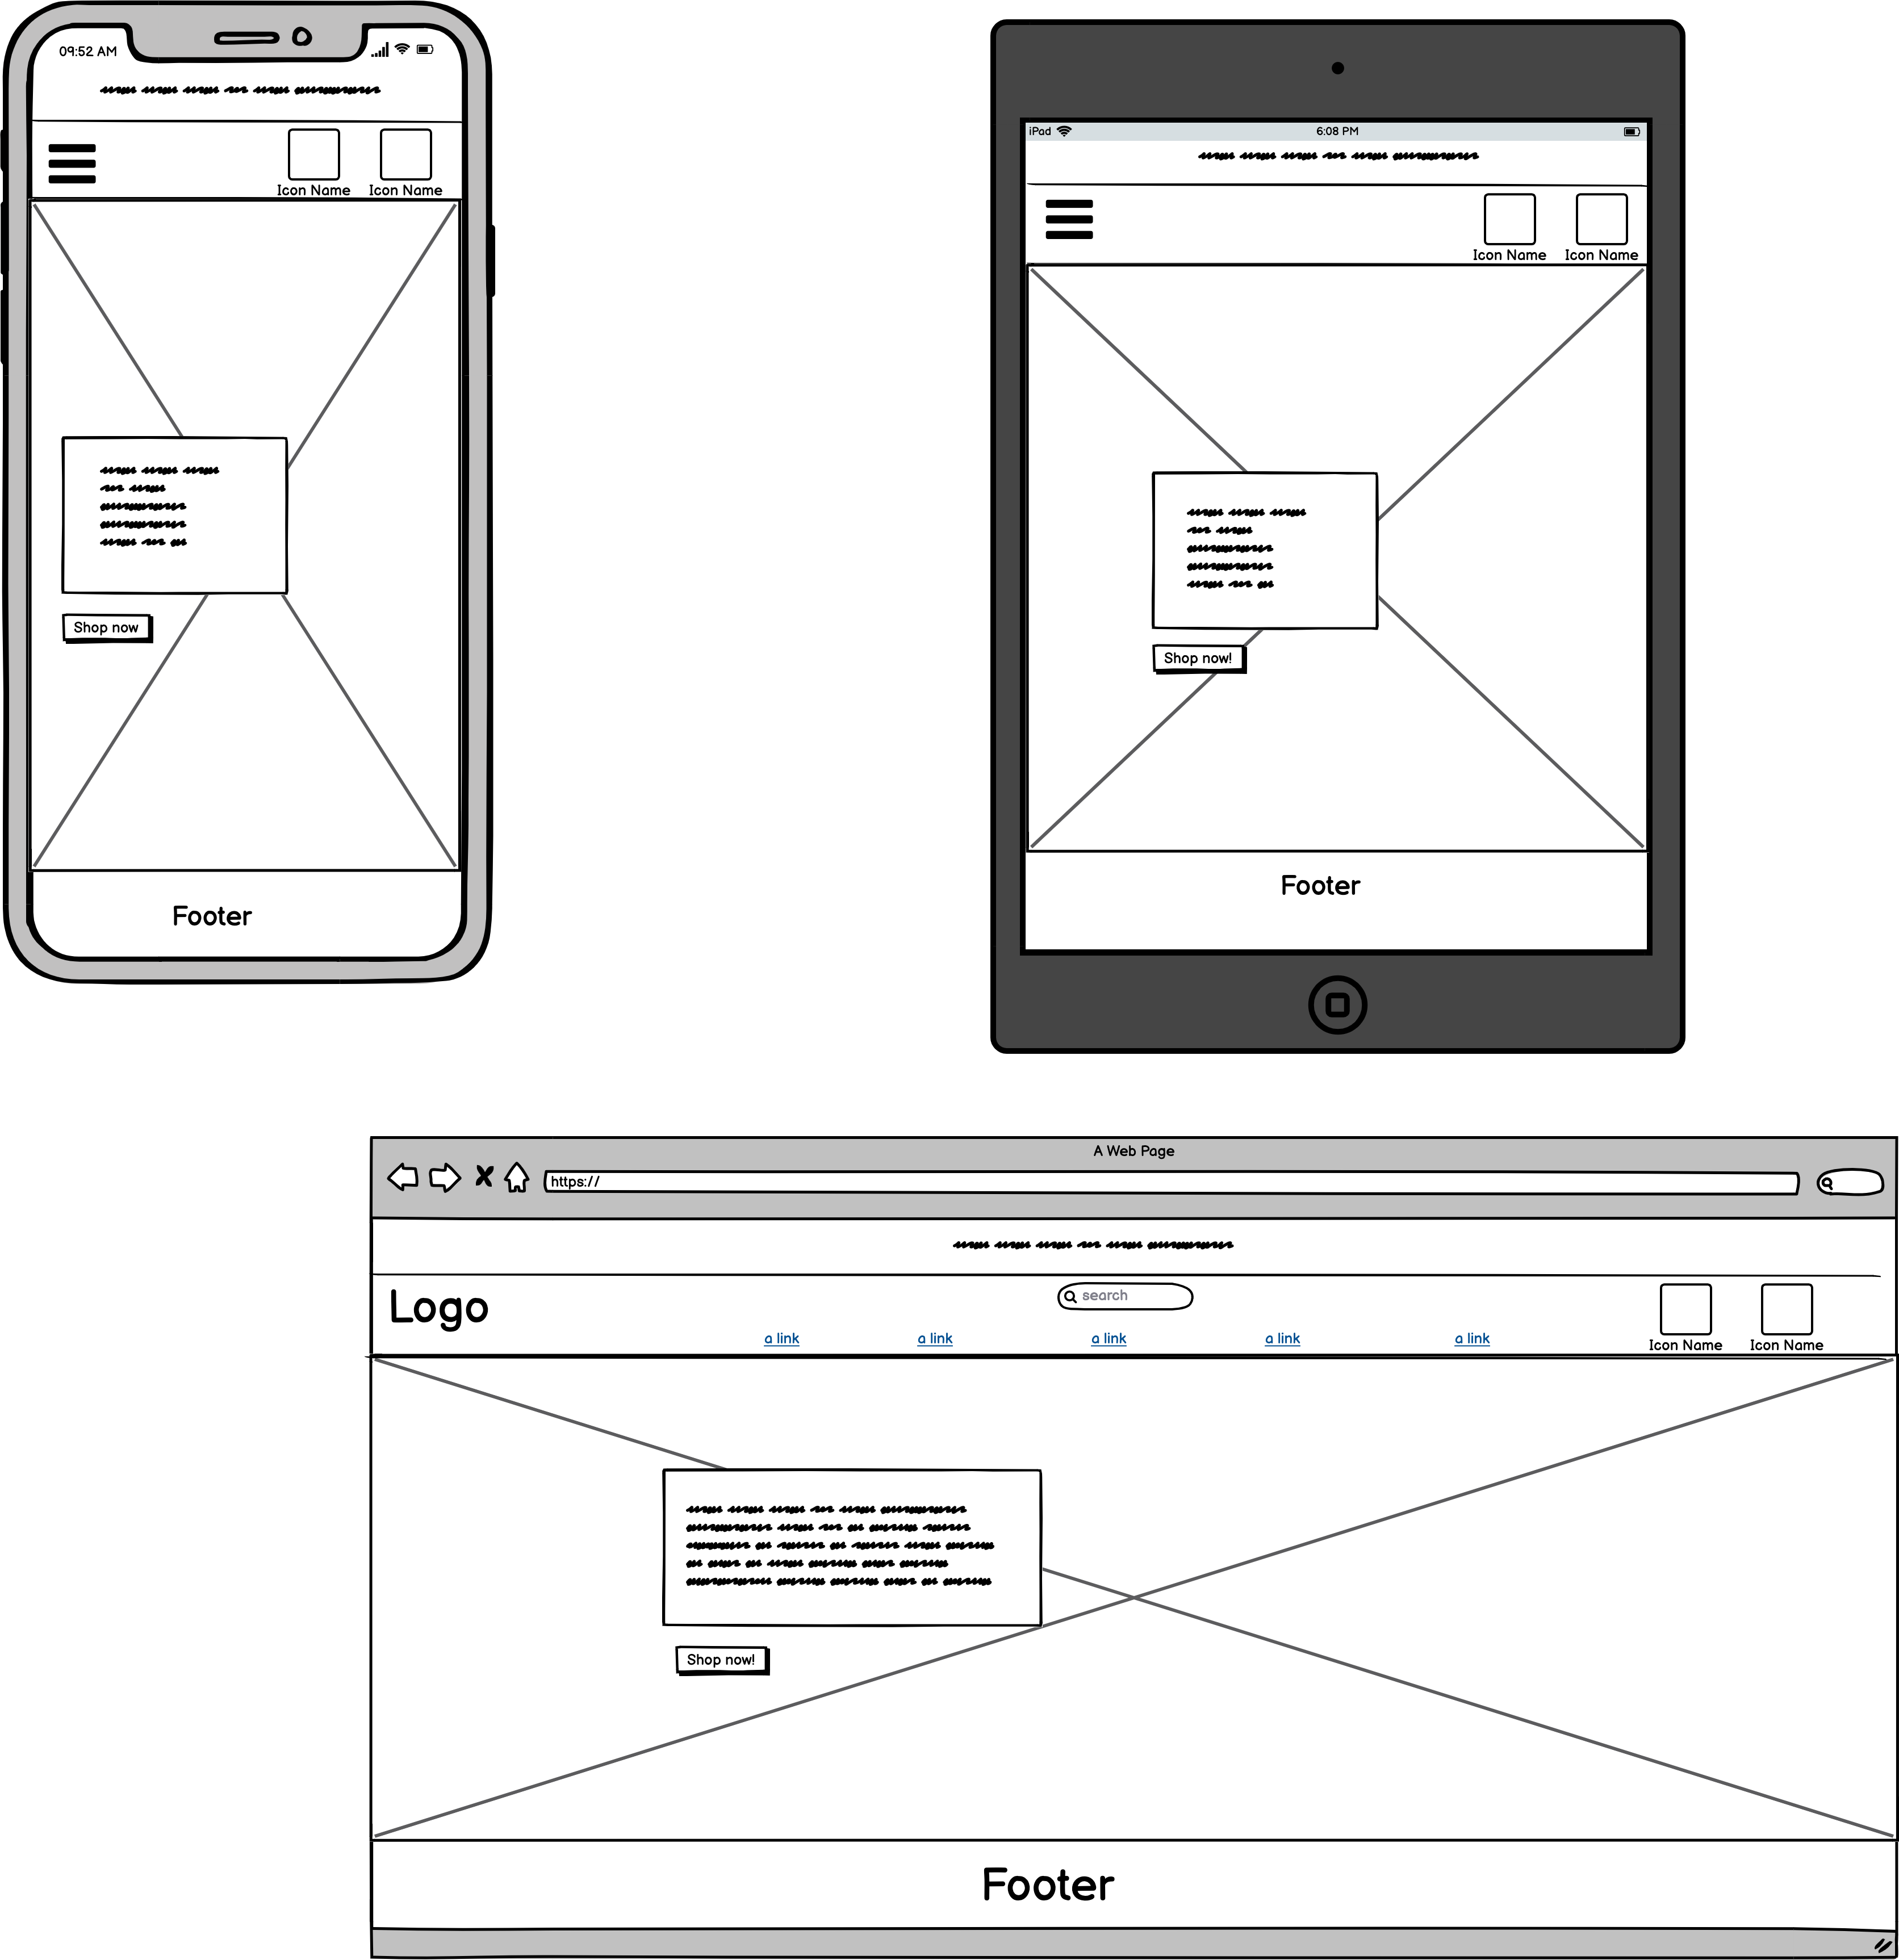 09:52 AM
Icon Name Icon Name
Shop now
Footer
iPad 6:08 PM
Icon Name Icon Name
Shop now!
Footer
A Web Page
https://
Logo
search
a link a link a link a link a link
Icon Name Icon Name
Shop now!
Footer